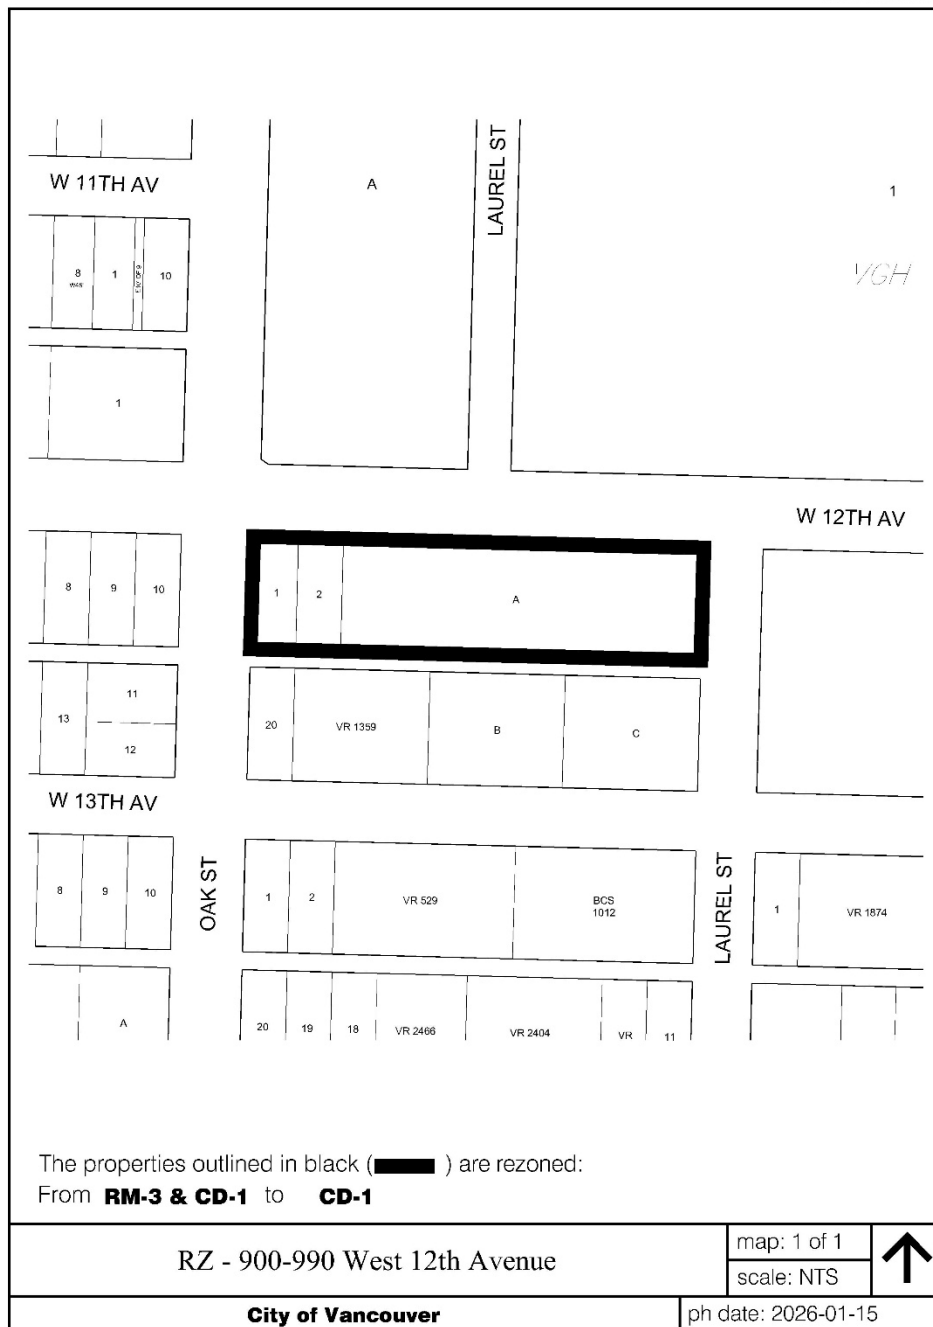 LAUREL ST
W 11TH AV
A
1
8
1
10
VGH
1
W 12TH AV
8
9
10
1
2
A
13
11
12
20
VR 1359
B
C
W 13TH AV
OAK ST
LAUREL ST
8
9
10
1
2
VR 529
BCS
1012
1
VR 1874
A
20
19
18
VR 2466
VR 2404
VR
11
The properties outlined in black ( ) are rezoned:
From RM-3 & CD-1 to CD-1
RZ - 900-990 West 12th Avenue
map: 1 of 1
scale: NTS
City of Vancouver
ph date: 2026-01-15